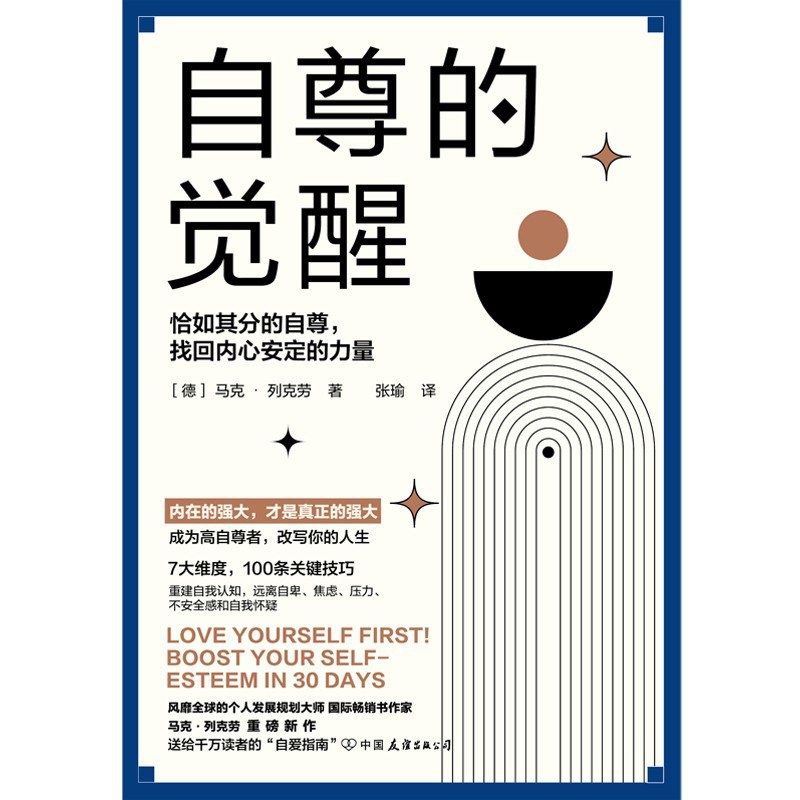 自尊的
觉醒
恰如其分的自尊，
找回内心安定的力量
［德］马克·列克劳 著 张瑜 译
内在的强大，才是真正的强大
成为高自尊者，改写你的人生
7大维度，100条关键技巧
重建自我认知，远离自卑、焦虑、压力、
不安全感和自我怀疑
LOVE YOURSELF FIRST!
BOOST YOUR SELF-
ESTEEM IN 30 DAYS
风靡全球的个人发展规划大师 国际畅销书作家
马克·列克劳 重磅新作
送给千万读者的“自爱指南” 中国友谊出版公司